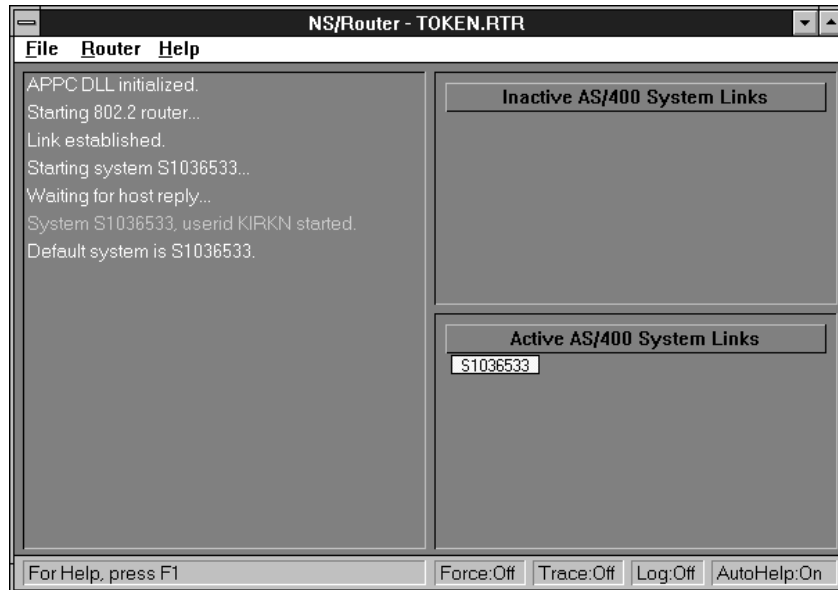 NS/Router - TOKEN.RTR
File Router Help
APPC DLL initialized.
Starting 802.2 router...
Link established.
Starting system S1036533...
Waiting for host reply...
System S1036533, userid KIRKN started.
Default system is S1036533.
Inactive AS/400 System Links
Active AS/400 System Links
S1036533
For Help, press F1
Force:Off
Trace:Off
Log:Off
AutoHelp:On